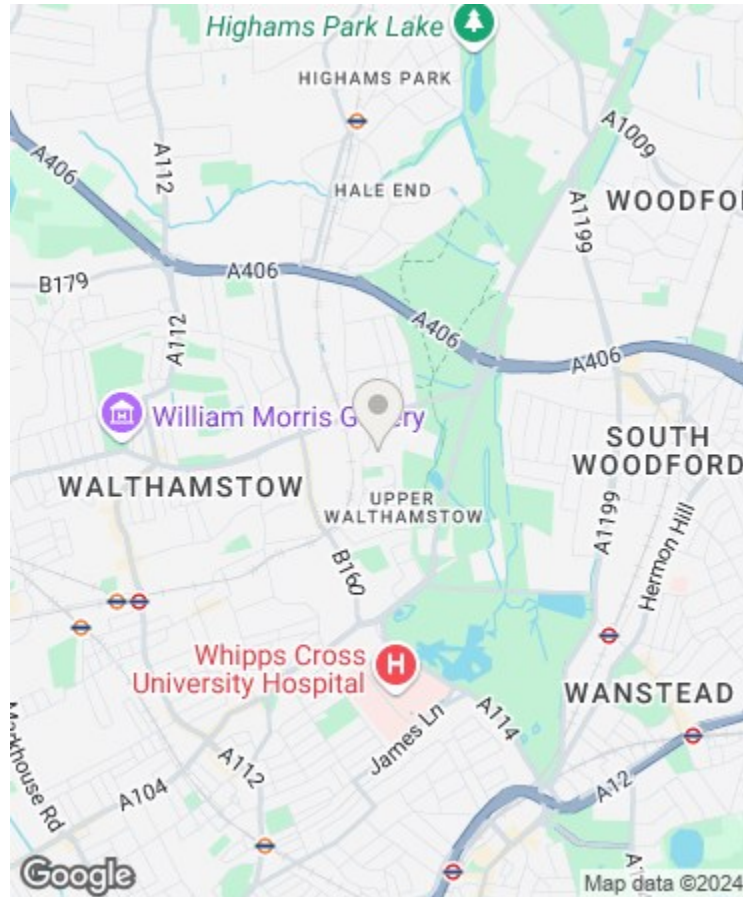 Highams Park Lake
HIGHAMS PARK
A1009
A406
A112
HALE END
A1199
B179
A406
A112
A406
A406
William Morris
SOUTH
WOODFORD
WALTHAMSTOW
UPPER
WALTHAMSTOW
A1199
Hermon Hill
B160
Whipps Cross
University Hospital
H
WANSTEAD
James Ln
A114
Markhouse Rd
A112
A104
A12
Google
Map data ©2024